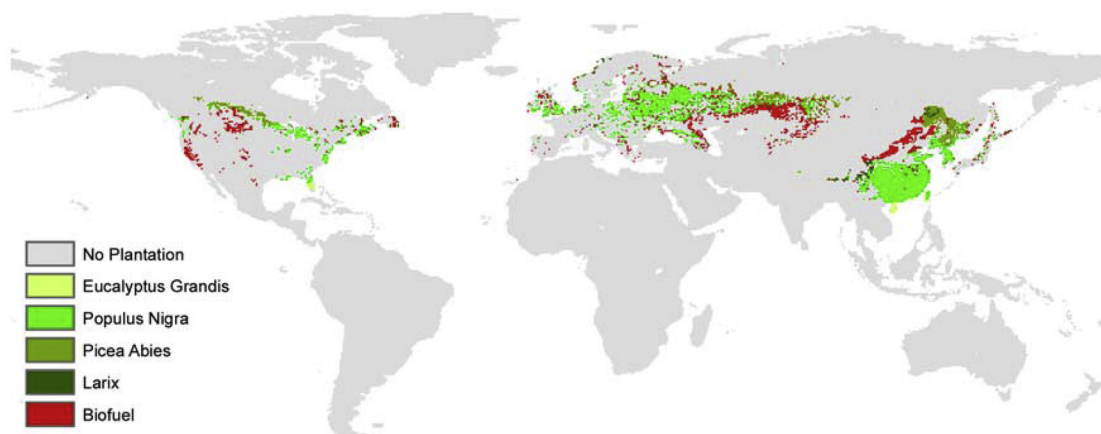 No Plantation
Eucalyptus Grandis
Populus Nigra
Picea Abies
Larix
Biofuel